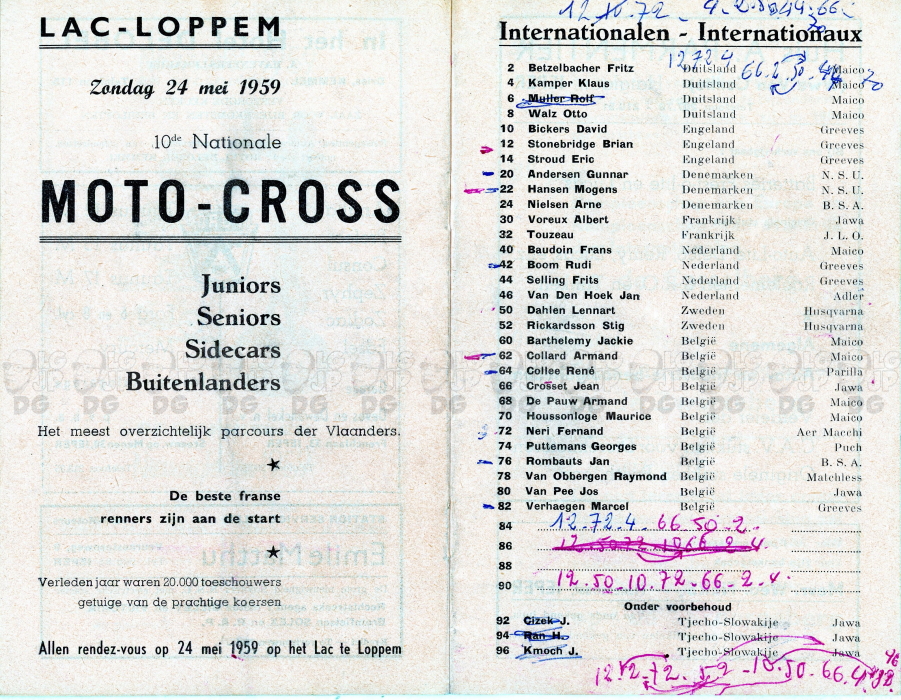 LAC-LOPPEM
Zondag 24 mei 1959
10de Nationale
MOTO-CROSS
Juniors
Seniors
Sidecars
Buitenlanders
Het meest overzichtelijk parcours der Vlaanders.
De beste franse
renners zijn aan de start
Verleden jaar waren 20.000 toeschouwers
getuige van de prachtige koersen
Allen rendez-vous op 24 mei 1959 op het Lac te Loppem
Internationalen - Internationaux
12.72.4
2 Betzelbacher Fritz Duitsland Maico
4 Kamper Klaus Duitsland Maico
6 Muller Rolf Duitsland Maico
8 Walz Otto Duitsland Maico
10 Bickers David Engeland Greeves
12 Stonebridge Brian Engeland Greeves
14 Stroud Eric Engeland Greeves
20 Andersen Gunnar Denemarken N. S. U.
22 Hansen Mogens Denemarken N. S. U.
24 Nielsen Arne Denemarken B. S. A.
30 Voreux Albert Frankrijk Jawa
32 Touzeau Frankrijk J. L. O.
40 Baudoin Frans Nederland Maico
42 Boom Rudi Nederland Greeves
44 Selling Frits Nederland Greeves
46 Van Den Hoek Jan Nederland Adler
50 Dahlen Lennart Zweden Husqvarna
52 Rickardsson Stig Zweden Husqvarna
60 Barthelemy Jackie België Maico
62 Collard Armand België Maico
64 Collee René België Parilla
66 Crosset Jean België Jawa
68 De Pauw Armand België Maico
70 Houssonloge Maurice België Maico
72 Neri Fernand België Aer Macchi
74 Puttemans Georges België Puch
76 Rombauts Jan België B. S. A.
78 Van Obbergen Raymond België Matchless
80 Van Pee Jos België Jawa
82 Verhaegen Marcel België Greeves
84 12.72.4. 66.50.2.
86
88
90 12.50.10.72-66-2.4.
Onder voorbehoud
92 Cizek J. Tjecho-Slowakije Jawa
94 Ran H. Tjecho-Slowakije Jawa
96 Kmoch J. Tjecho-Slowakije Jawa